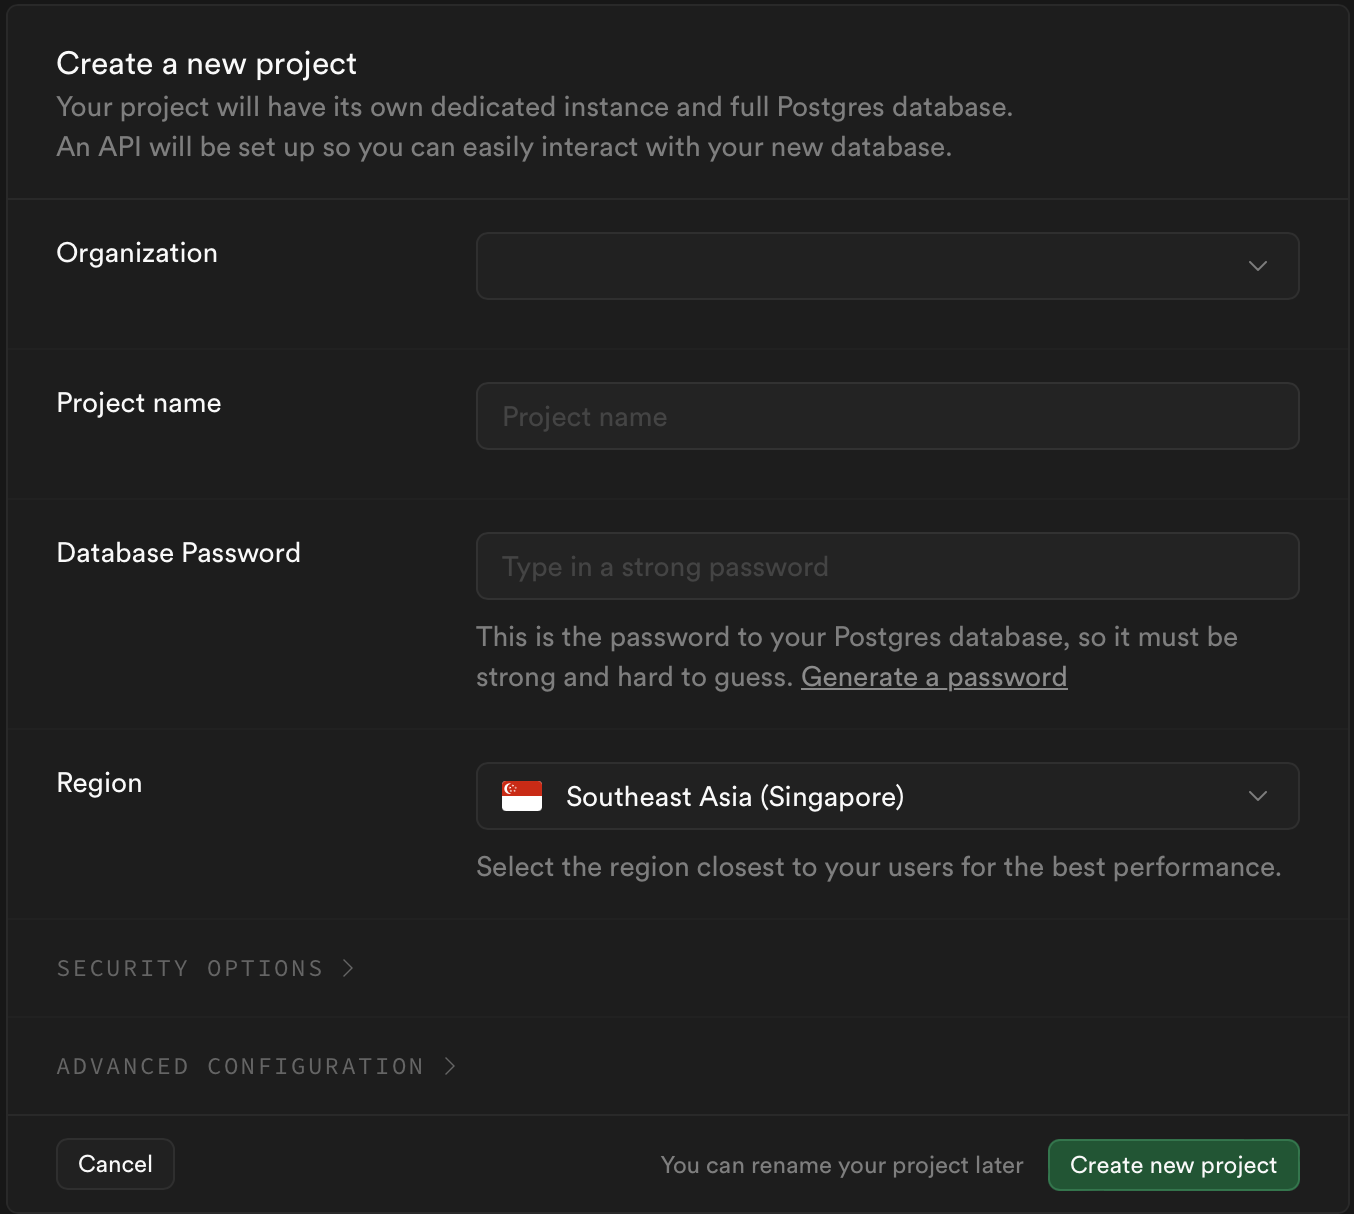 Create a new project
Your project will have its own dedicated instance and full Postgres database.
An API will be set up so you can easily interact with your new database.
Organization
Project name
Project name
Database Password
Type in a strong password
This is the password to your Postgres database, so it must be
strong and hard to guess. Generate a password
Region
Southeast Asia (Singapore)
Select the region closest to your users for the best performance.
SECURITY OPTIONS
ADVANCED CONFIGURATION
Cancel
You can rename your project later
Create new project